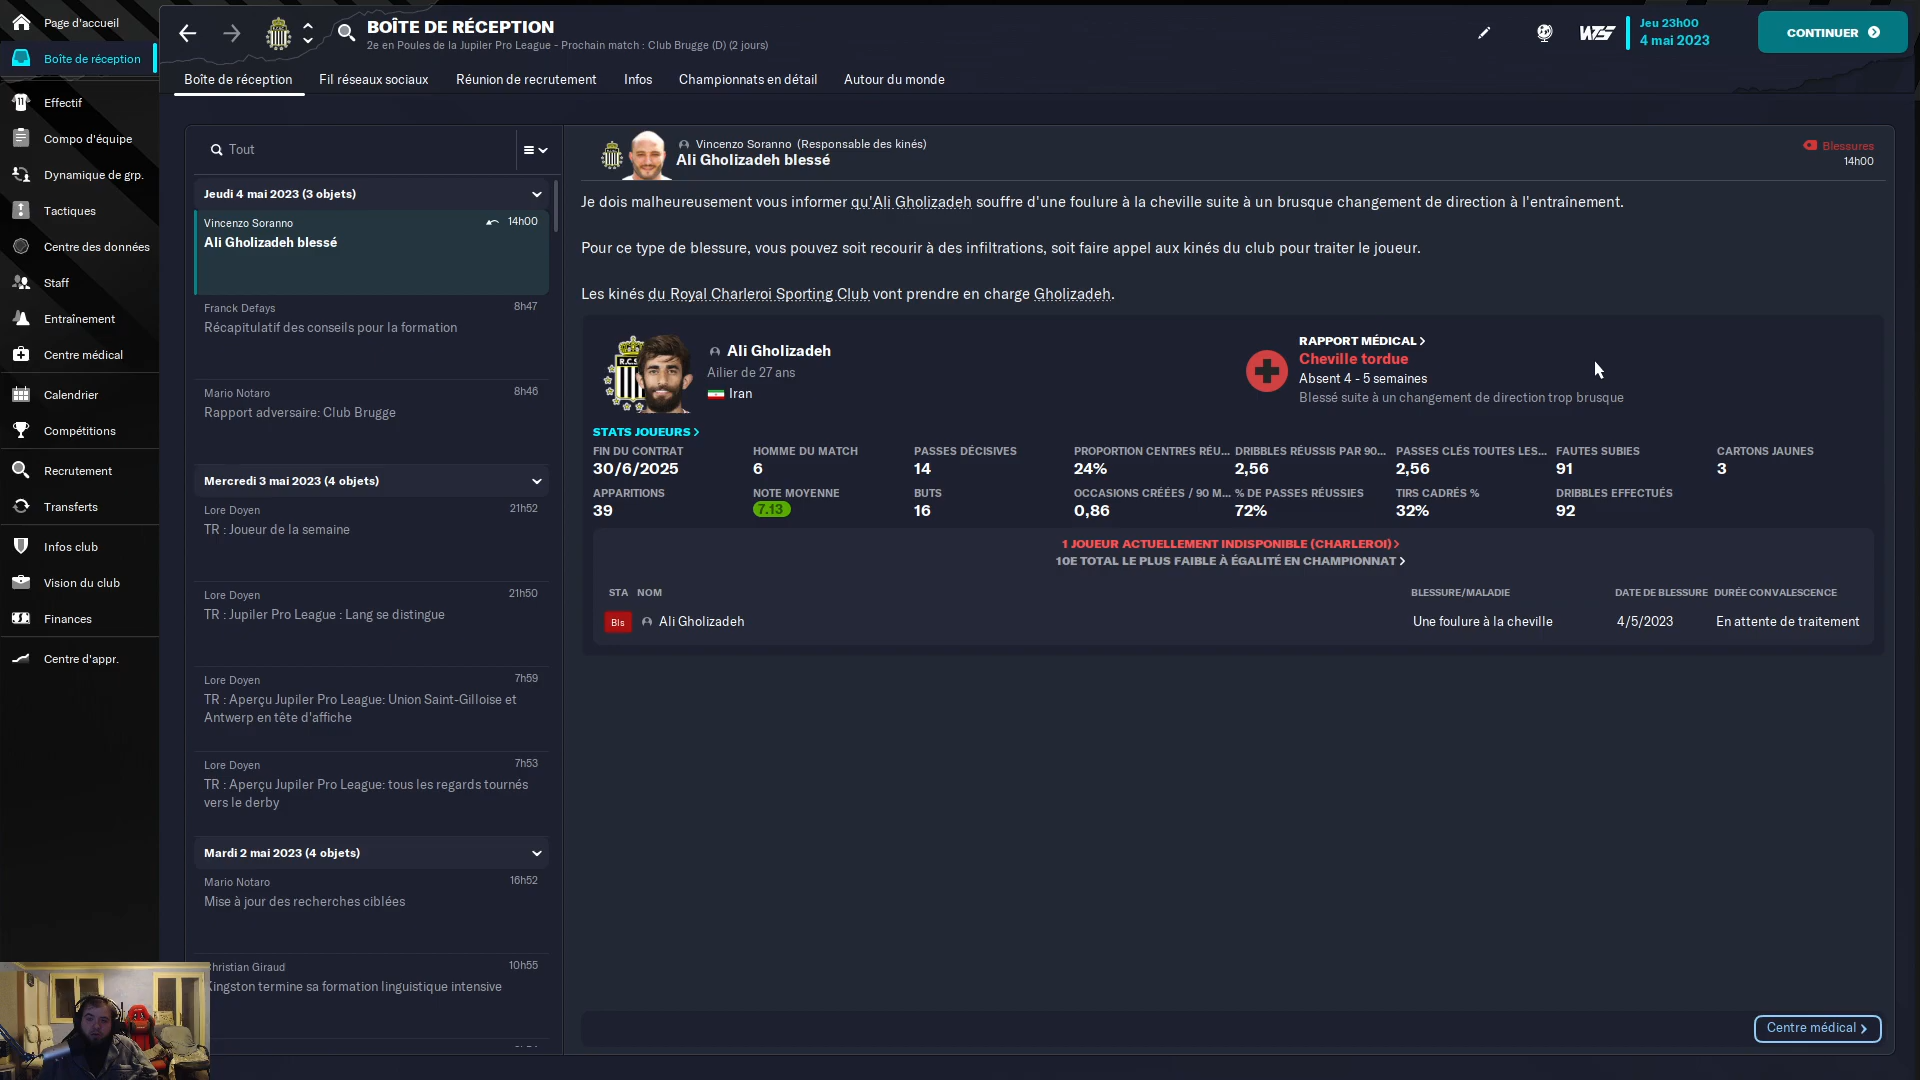 Page d'accueil
Boîte de réception
Effectif
Compo d'équipe
Dynamique de grp.
Tactiques
Centre des données
Staff
Entraînement
Centre médical
Calendrier
Compétitions
Recrutement
Transferts
Infos club
Vision du club
Finances
Centre d'appr.
BOÎTE DE RÉCEPTION
2e en Poules de la Jupiler Pro League - Prochain match : Club Brugge (D) (2 jours)
Jeu 23h00
4 mai 2023
CONTINUER
Boîte de réception Fil réseaux sociaux Réunion de recrutement Infos Championnats en détail Autour du monde
Tout
Jeudi 4 mai 2023 (3 objets)
Vincenzo Soranno 14h00
Ali Gholizadeh blessé
Franck Defays 8h47
Récapitulatif des conseils pour la formation
Mario Notaro 8h46
Rapport adversaire: Club Brugge
Mercredi 3 mai 2023 (4 objets)
Lore Doyen 21h52
TR : Joueur de la semaine
Lore Doyen 21h50
TR : Jupiler Pro League : Lang se distingue
Lore Doyen 7h59
TR : Aperçu Jupiler Pro League: Union Saint-Gilloise et
Antwerp en tête d'affiche
Lore Doyen 7h53
TR : Aperçu Jupiler Pro League: tous les regards tournés
vers le derby
Mardi 2 mai 2023 (4 objets)
Mario Notaro 16h52
Mise à jour des recherches ciblées
Christian Giraud 10h55
Kingston termine sa formation linguistique intensive
Vincenzo Soranno (Responsable des kinés)
Ali Gholizadeh blessé
Blessures
14h00
Je dois malheureusement vous informer qu'Ali Gholizadeh souffre d'une foulure à la cheville suite à un brusque changement de direction à l'entraînement.
Pour ce type de blessure, vous pouvez soit recourir à des infiltrations, soit faire appel aux kinés du club pour traiter le joueur.
Les kinés du Royal Charleroi Sporting Club vont prendre en charge Gholizadeh.
Ali Gholizadeh
Ailier de 27 ans
Iran
RAPPORT MÉDICAL
Cheville tordue
Absent 4 - 5 semaines
Blessé suite à un changement de direction trop brusque
STATS JOUEURS
FIN DU CONTRAT HOMME DU MATCH PASSES DÉCISIVES PROPORTION CENTRES RÉU... DRIBBLES RÉUSSIS PAR 90... PASSES CLÉS TOUTES LES... FAUTES SUBIES CARTONS JAUNES
30/6/2025 6 14 24% 2,56 2,56 91 3
APPARITIONS NOTE MOYENNE BUTS OCCASIONS CRÉÉES / 90 M... % DE PASSES RÉUSSIES TIRS CADRÉS % DRIBBLES EFFECTUÉS
39 7.13 16 0,86 72% 32% 92
1 JOUEUR ACTUELLEMENT INDISPONIBLE (CHARLEROI)
10E TOTAL LE PLUS FAIBLE À ÉGALITÉ EN CHAMPIONNAT
STA NOM BLESSURE/MALADIE DATE DE BLESSURE DURÉE CONVALESCENCE
Bls Ali Gholizadeh Une foulure à la cheville 4/5/2023 En attente de traitement
Centre médical